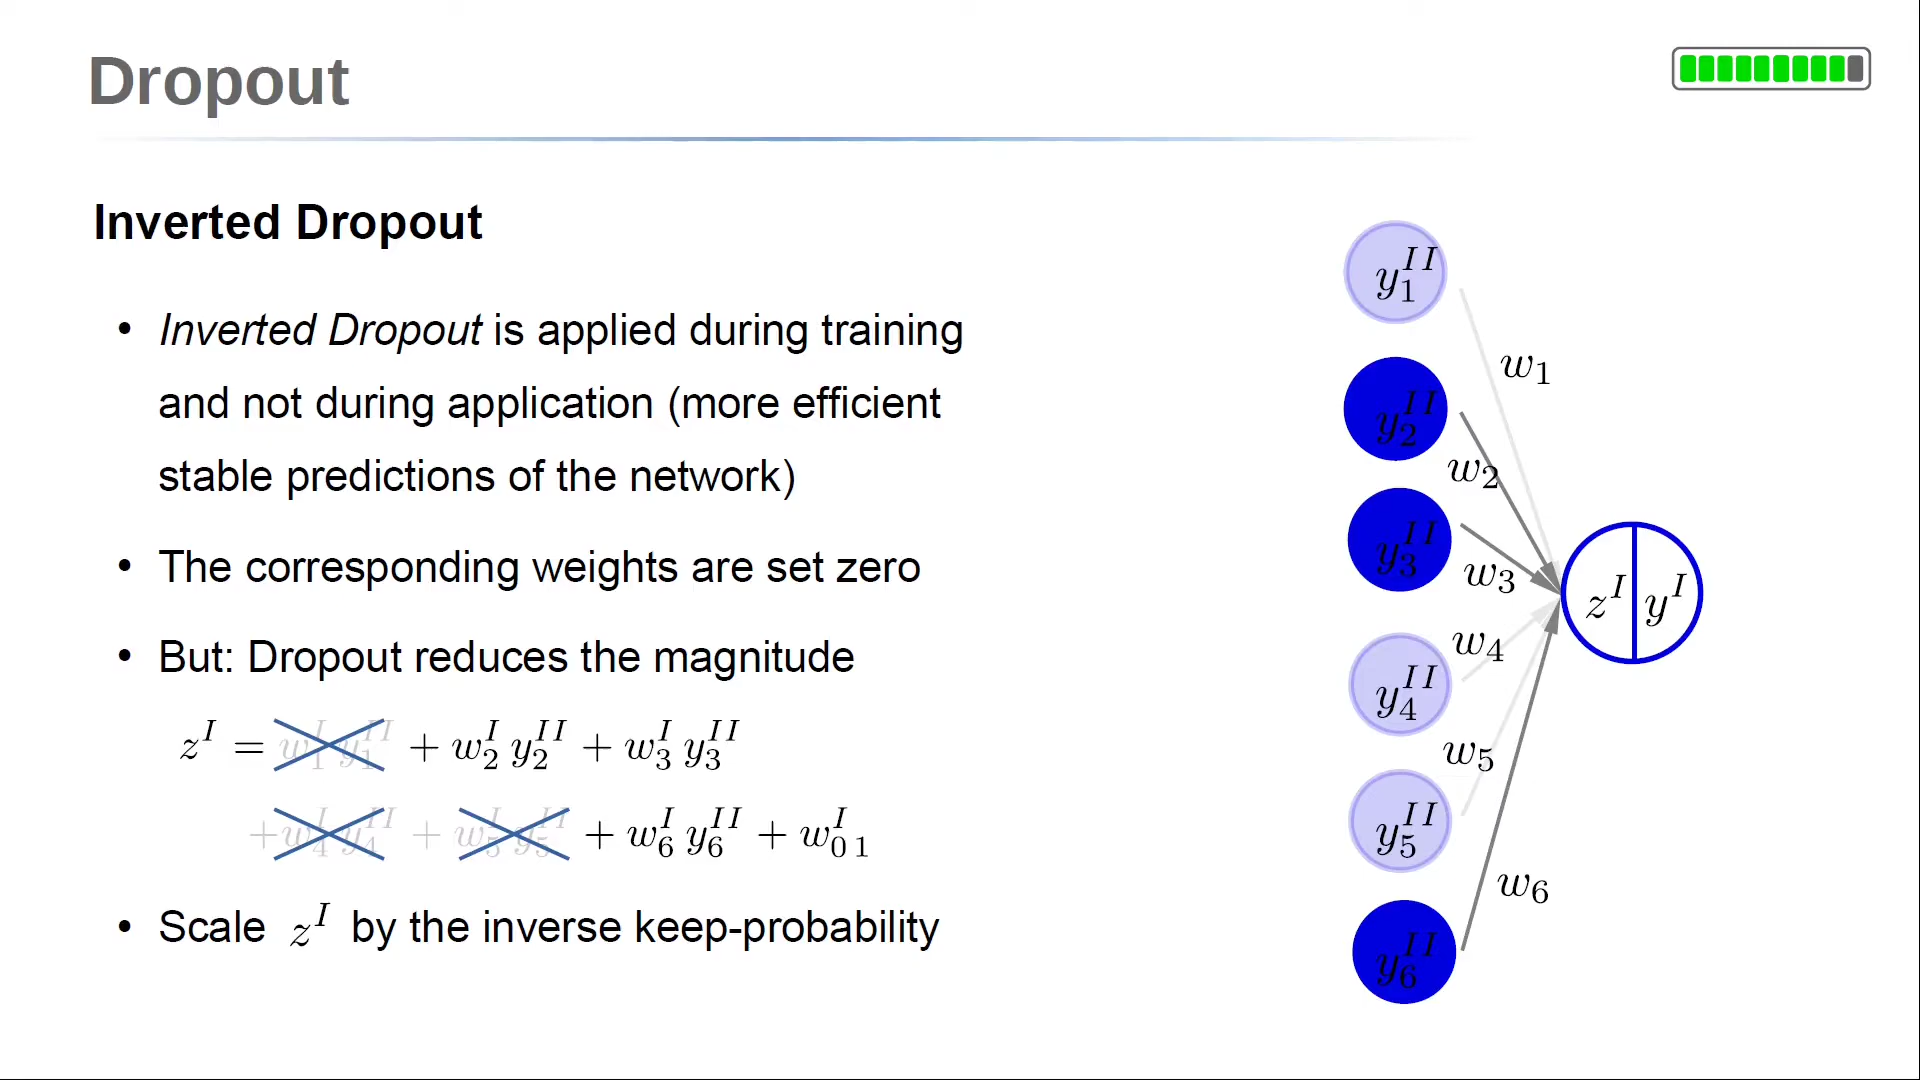 Dropout
Inverted Dropout
• Inverted Dropout is applied during training
and not during application (more efficient
stable predictions of the network)
• The corresponding weights are set zero
• But: Dropout reduces the magnitude
z^I = w_1^I y_1^{II} + w_2^I y_2^{II} + w_3^I y_3^{II}
+ w_4^I y_4^{II} + w_5^I y_5^{II} + w_6^I y_6^{II} + w_{0 1}^I
• Scale z^I by the inverse keep-probability
y_1^{II}
w_1
y_2^{II}
w_2
y_3^{II}
w_3
z^I y^I
w_4
y_4^{II}
w_5
y_5^{II}
w_6
y_6^{II}